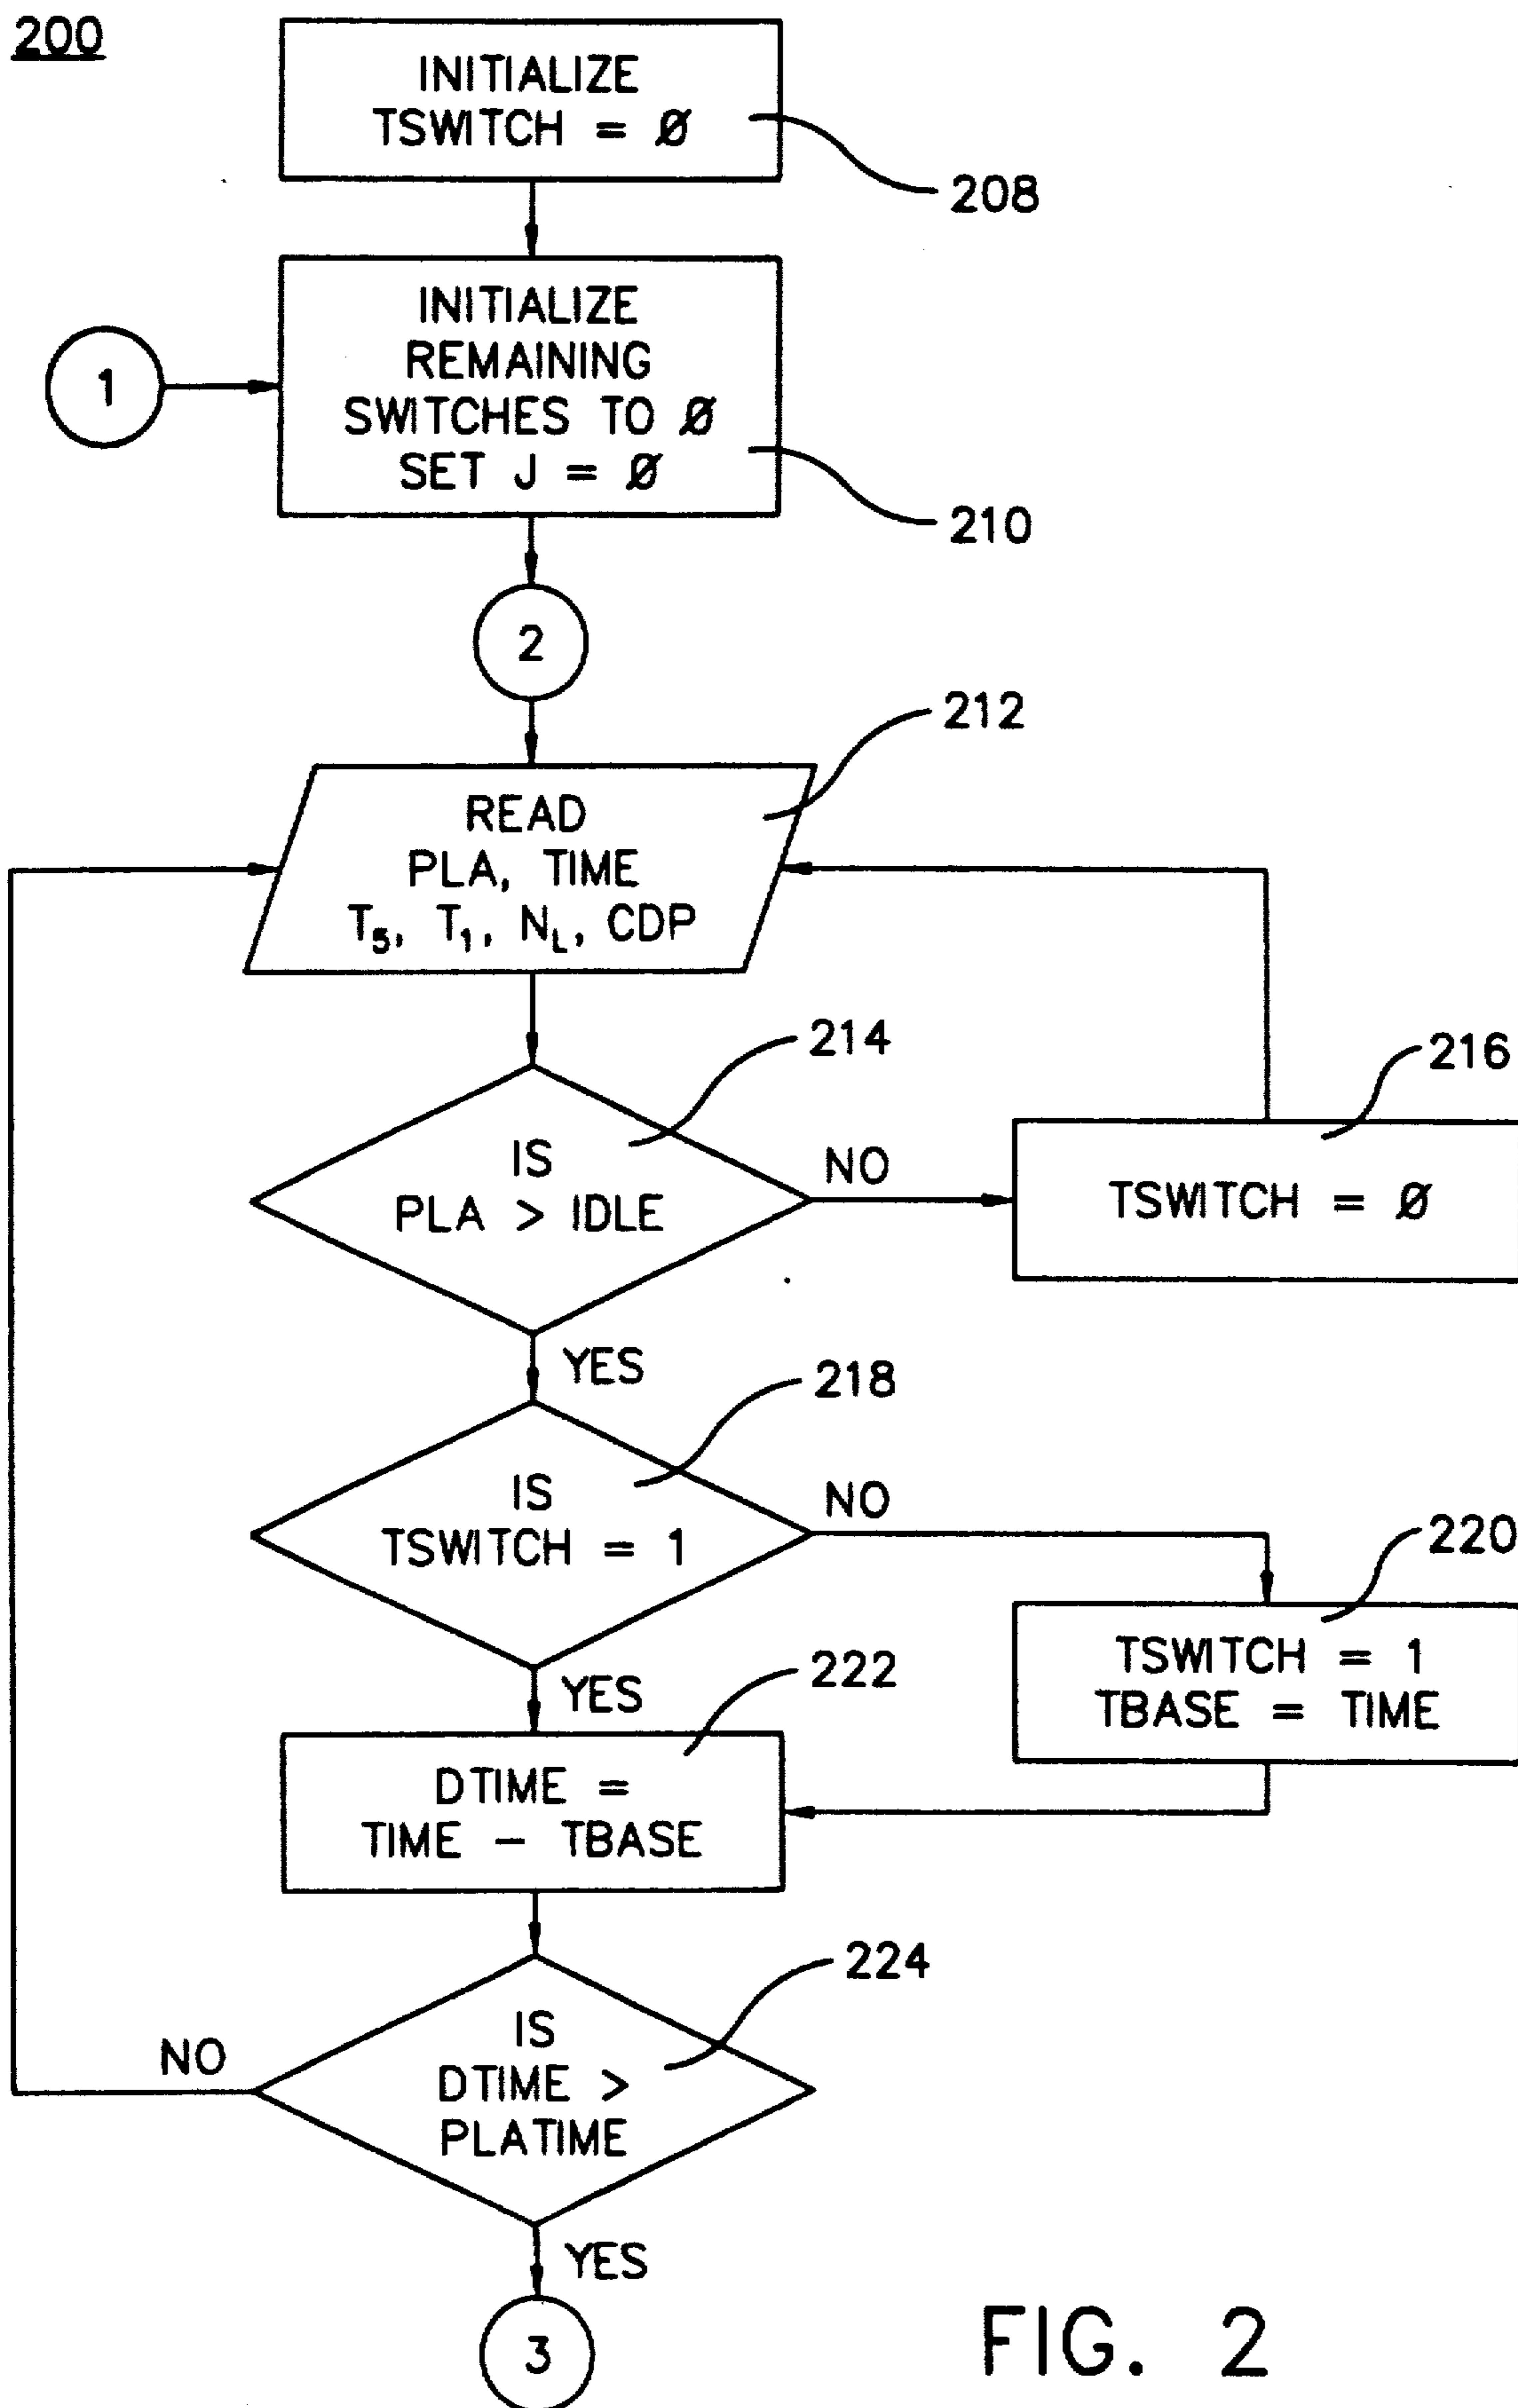 200
INITIALIZE
TSWITCH = Ø
208
INITIALIZE
REMAINING
SWITCHES TO Ø
SET J = Ø
210
1
2
212
READ
PLA, TIME
T₅, T₁, N_L, CDP
214
IS
PLA > IDLE
NO
216
TSWITCH = Ø
YES
218
IS
TSWITCH = 1
NO
220
TSWITCH = 1
TBASE = TIME
YES
222
DTIME =
TIME − TBASE
224
IS
DTIME >
PLATIME
NO
YES
3
FIG. 2